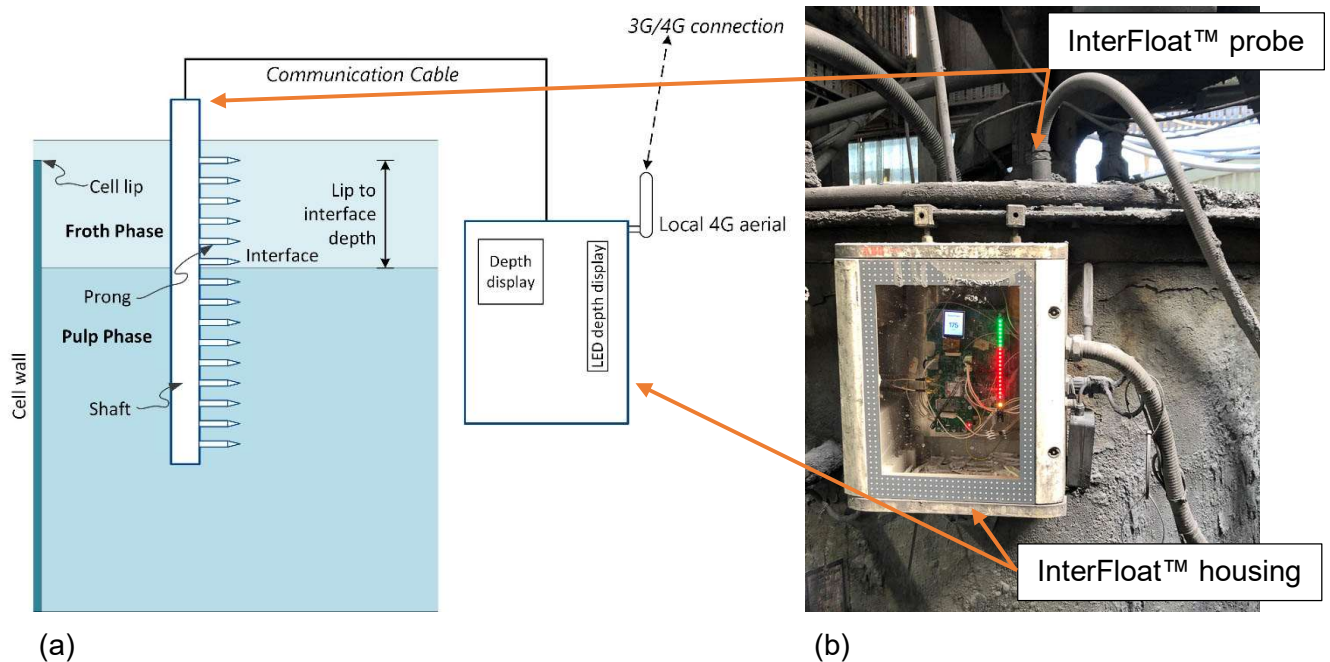 3G/4G connection
InterFloat™ probe
Communication Cable
Cell lip
Froth Phase
Lip to
interface
depth
Interface
Prong
Pulp Phase
Shaft
Cell wall
Depth
display
LED depth display
Local 4G aerial
175
InterFloat™ housing
(a)
(b)